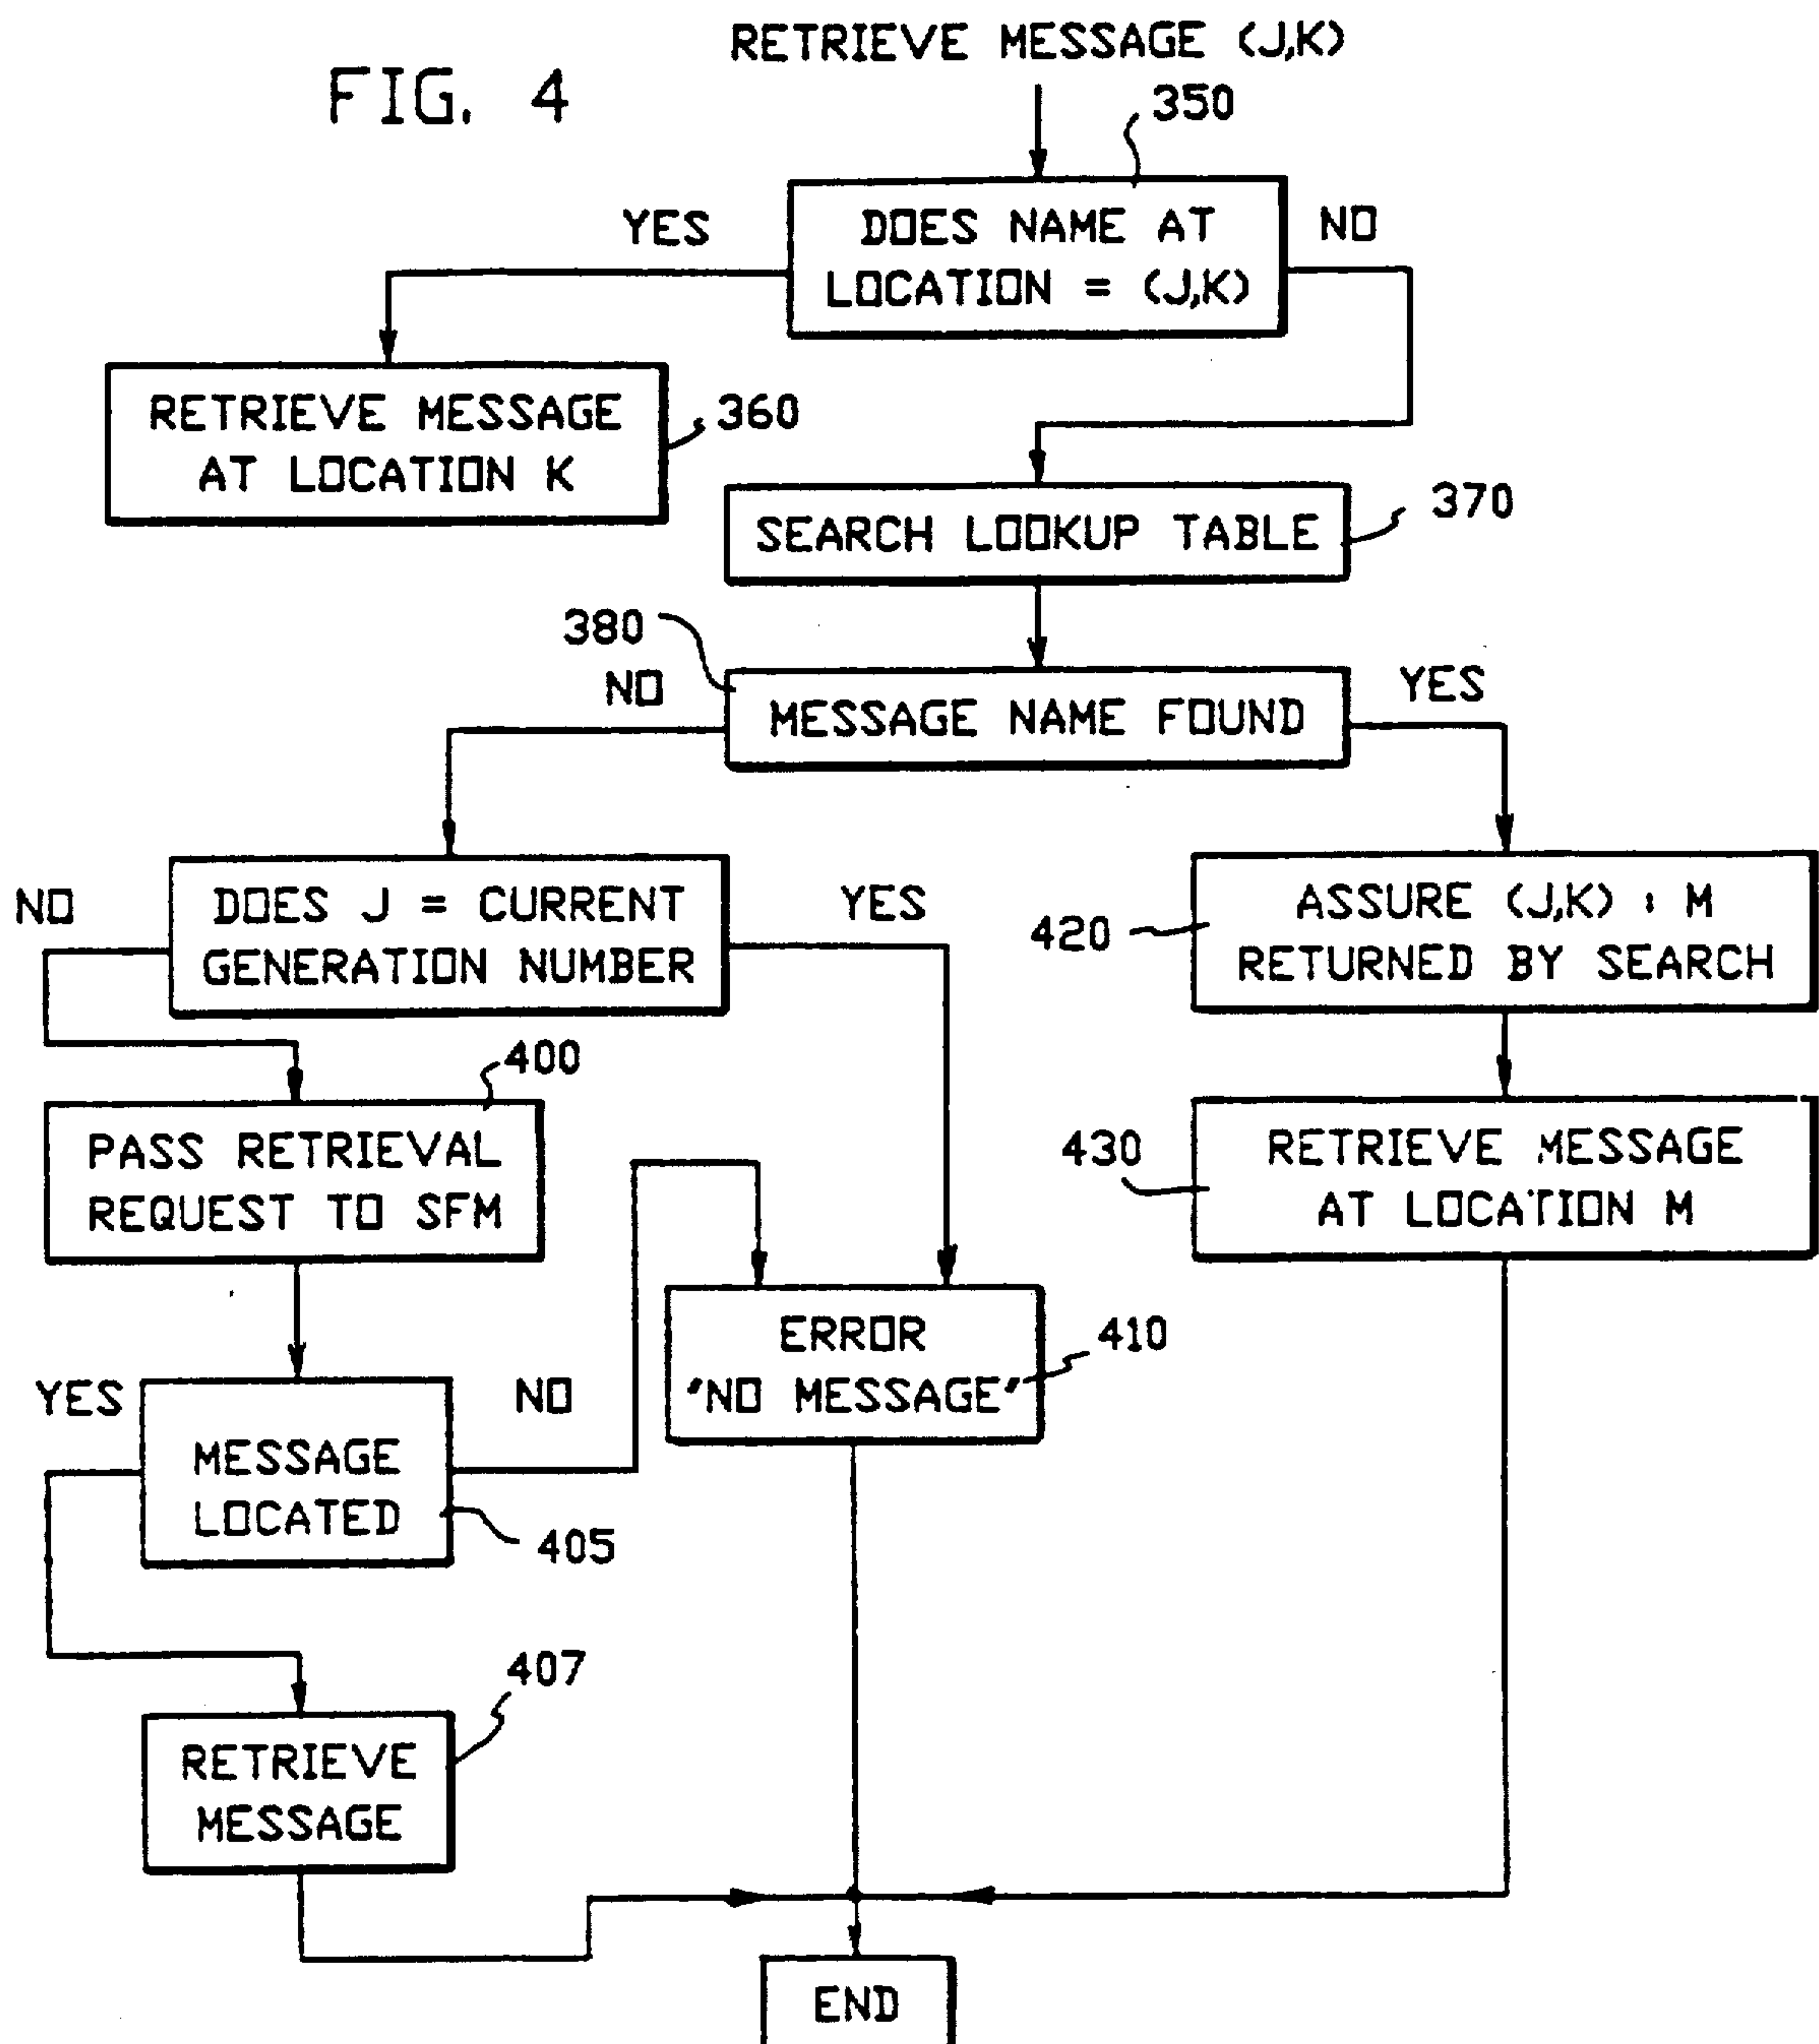 RETRIEVE MESSAGE (J,K)
FIG. 4
350
DOES NAME AT
LOCATION = (J,K)
YES
NO
RETRIEVE MESSAGE
AT LOCATION K
360
SEARCH LOOKUP TABLE
370
380
NO
MESSAGE NAME FOUND
YES
NO
DOES J = CURRENT
GENERATION NUMBER
YES
420
ASSURE (J,K) : M
RETURNED BY SEARCH
400
PASS RETRIEVAL
REQUEST TO SFM
430
RETRIEVE MESSAGE
AT LOCATION M
ERROR
"NO MESSAGE"
410
YES
NO
MESSAGE
LOCATED
405
407
RETRIEVE
MESSAGE
END